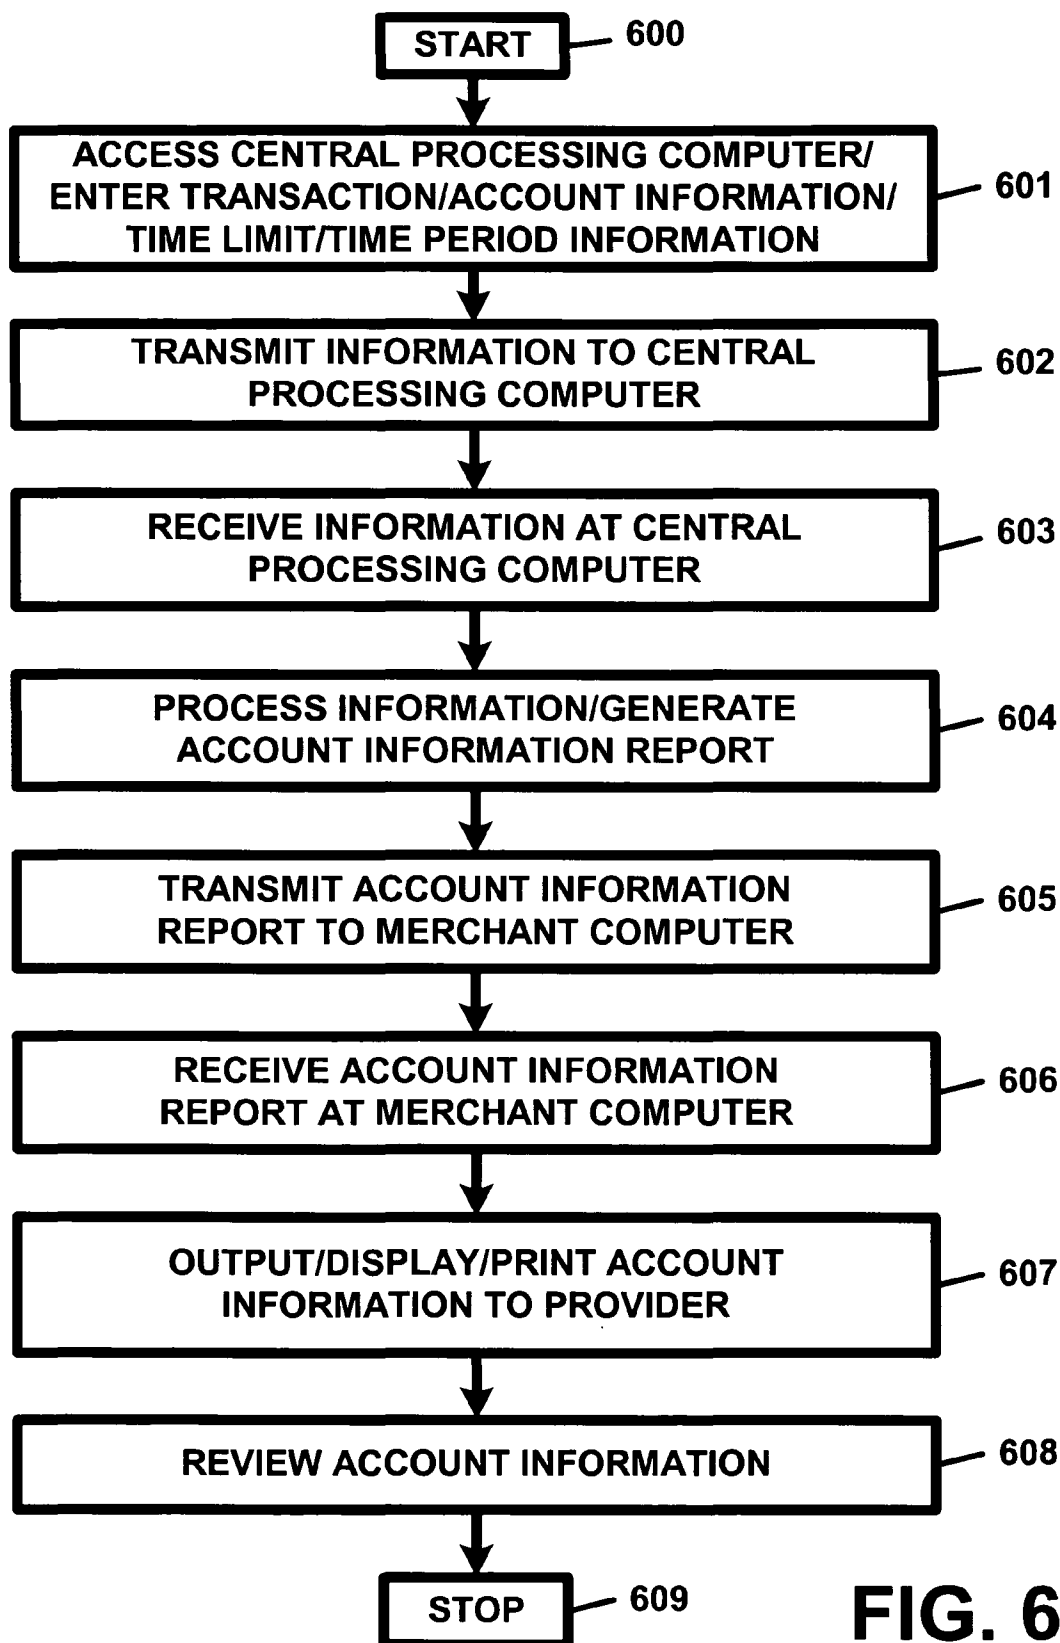 START
600
ACCESS CENTRAL PROCESSING COMPUTER/
ENTER TRANSACTION/ACCOUNT INFORMATION/
TIME LIMIT/TIME PERIOD INFORMATION
601
TRANSMIT INFORMATION TO CENTRAL
PROCESSING COMPUTER
602
RECEIVE INFORMATION AT CENTRAL
PROCESSING COMPUTER
603
PROCESS INFORMATION/GENERATE
ACCOUNT INFORMATION REPORT
604
TRANSMIT ACCOUNT INFORMATION
REPORT TO MERCHANT COMPUTER
605
RECEIVE ACCOUNT INFORMATION
REPORT AT MERCHANT COMPUTER
606
OUTPUT/DISPLAY/PRINT ACCOUNT
INFORMATION TO PROVIDER
607
REVIEW ACCOUNT INFORMATION
608
STOP
609
FIG. 6